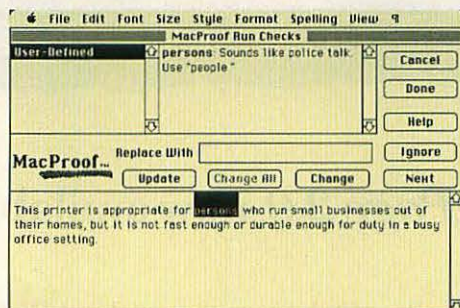 File Edit Font Size Style Format Spelling View
MacProof Run Checks
User-Defined
persons: Sounds like police talk.
Use "people."
Cancel
Done
Help
Ignore
Next
MacProof...
Replace With
Update Change All Change
This printer is appropriate for persons who run small businesses out of
their homes, but it is not fast enough or durable enough for duty in a busy
office setting.